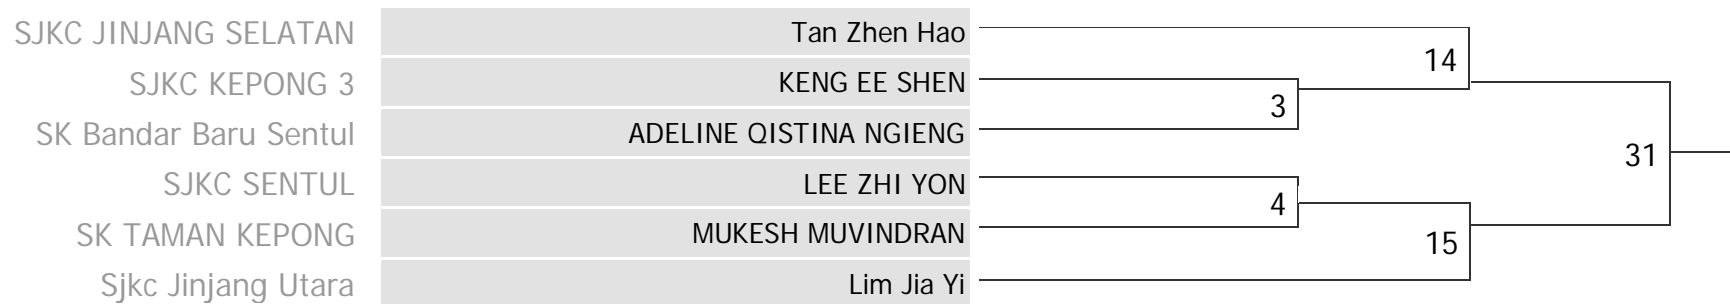 SJKC JINJANG SELATAN Tan Zhen Hao
14
SJKC KEPONG 3 KENG EE SHEN
3
SK Bandar Baru Sentul ADELINE QISTINA NGIENG
31
SJKC SENTUL LEE ZHI YON
4
SK TAMAN KEPONG MUKESH MUVINDRAN
15
Sjkc Jinjang Utara Lim Jia Yi